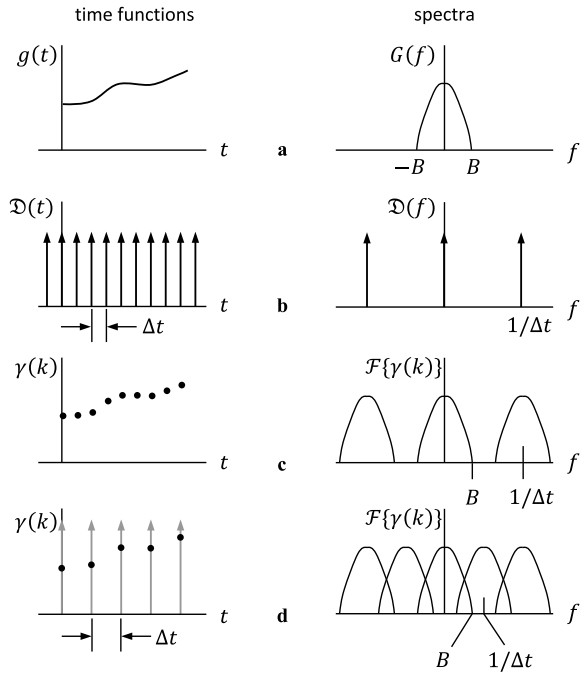 time functions spectra
g(t) G(f)
t a −B B f
𝔇(t) 𝔇(f)
t b 1/Δt f
Δt
γ(k) ℱ{γ(k)}
t c B 1/Δt f
γ(k) ℱ{γ(k)}
t d f
Δt B 1/Δt